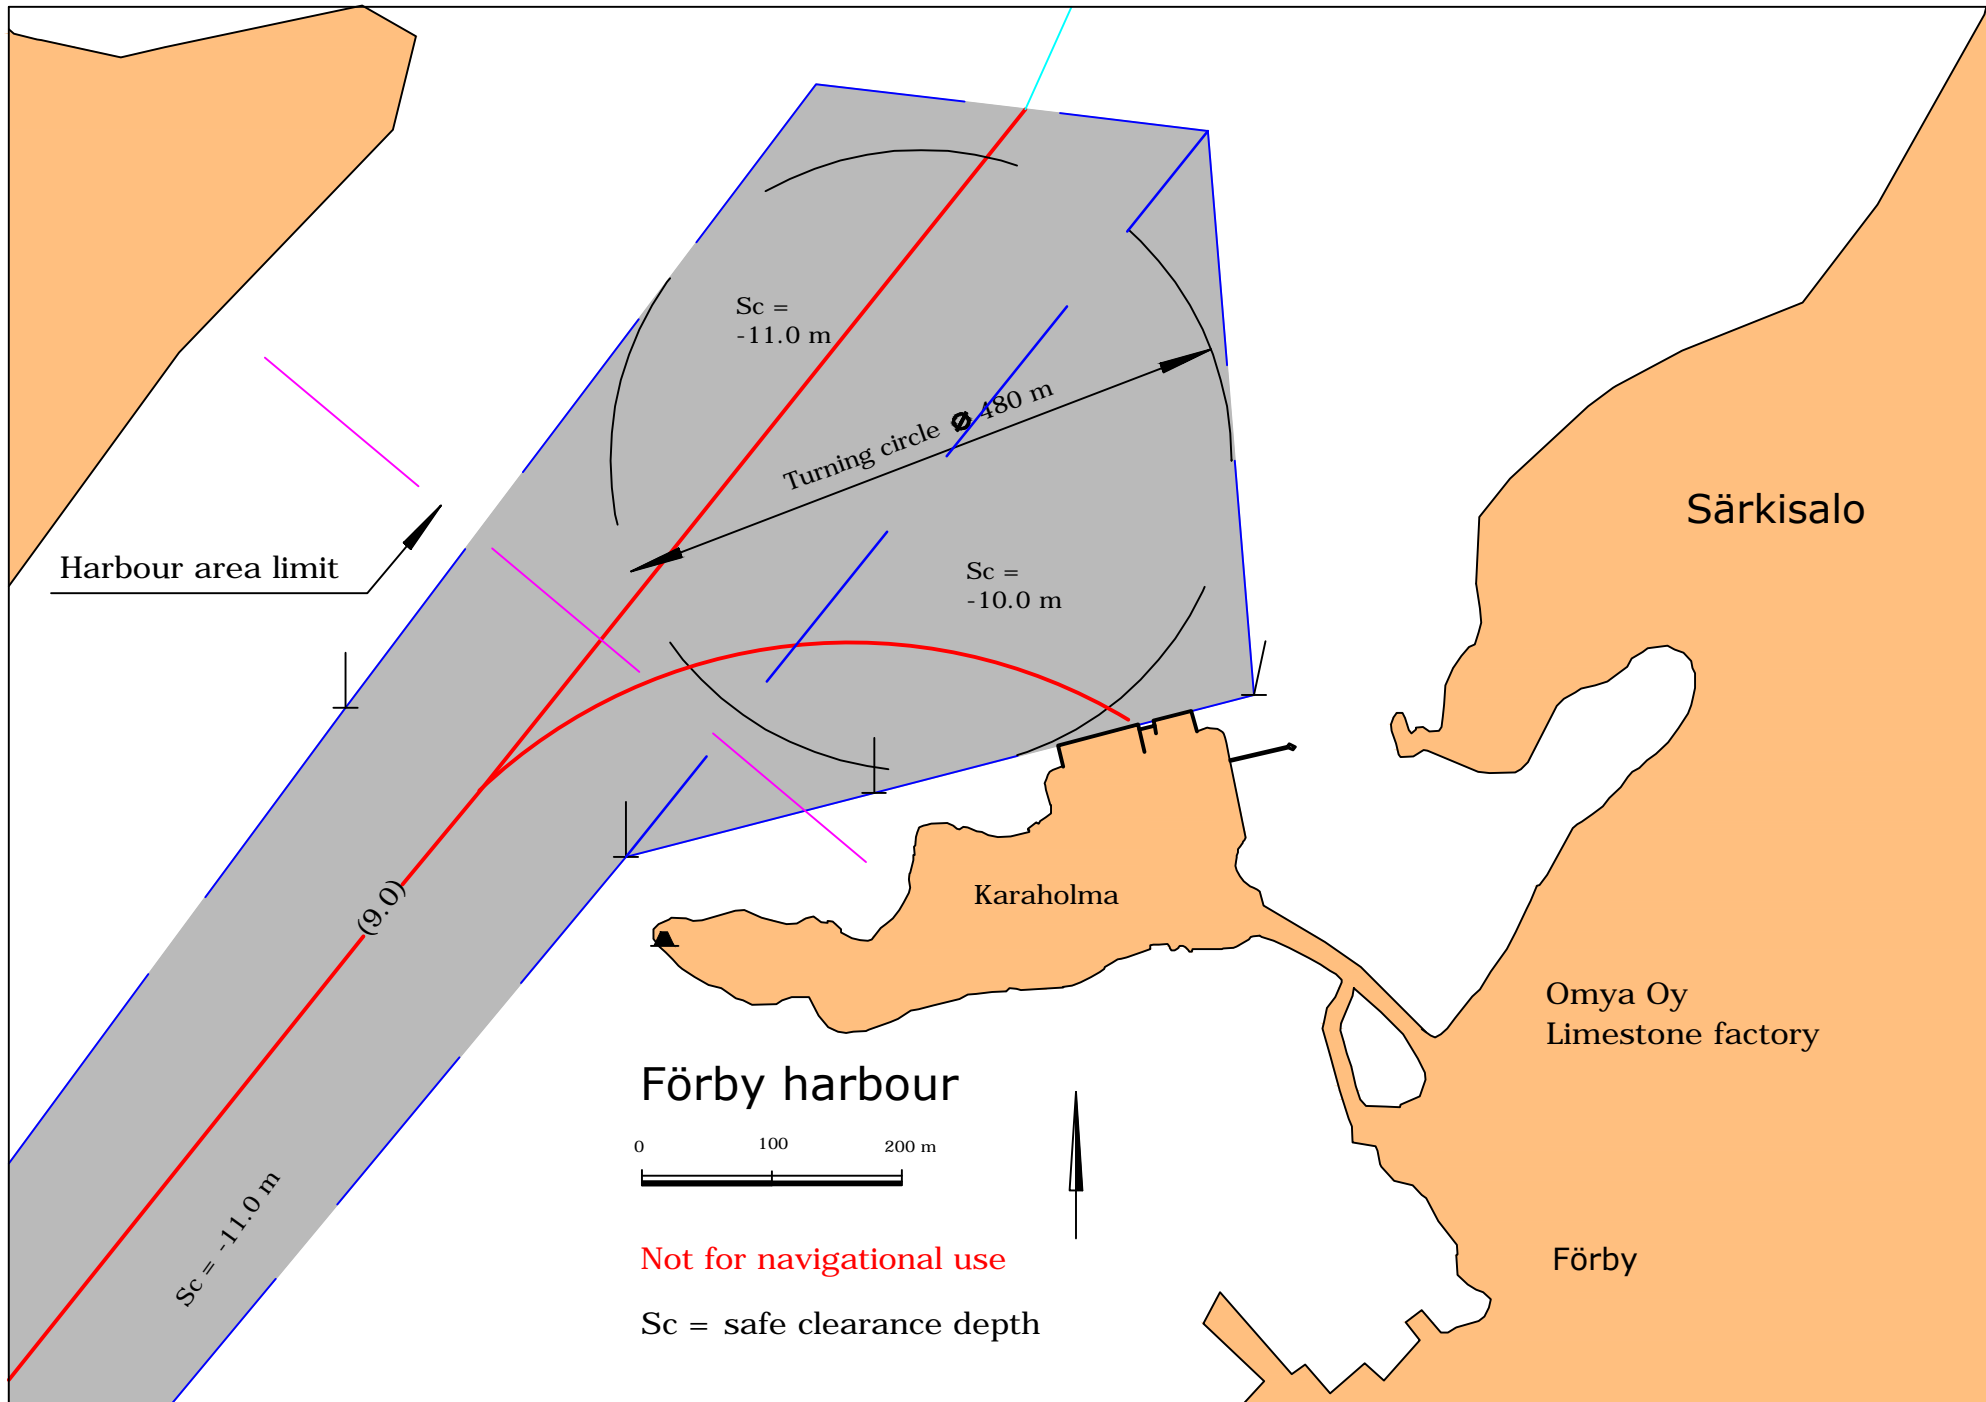 Sc =
-11.0 m
Turning circle Ø 480 m
Särkisalo
Harbour area limit
Sc =
-10.0 m
(9.0)
Karaholma
Omya Oy
Limestone factory
Förby harbour
0 100 200 m
Sc = -11.0 m
Not for navigational use
Förby
Sc = safe clearance depth